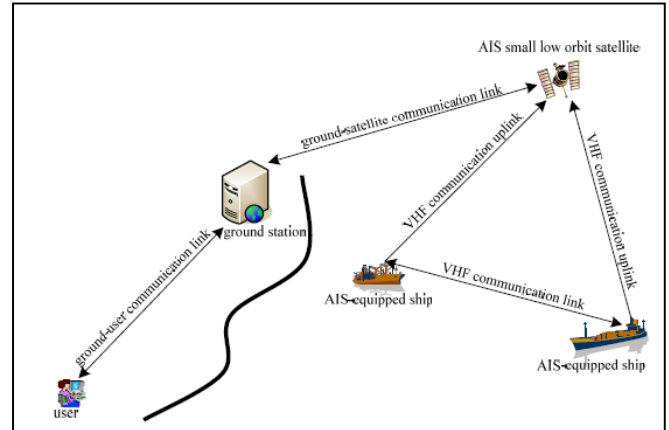 AIS small low orbit satellite
ground-satellite communication link
VHF communication uplink
VHF communication uplink
ground station
ground-user communication link
VHF communication link
AIS-equipped ship
AIS-equipped ship
user